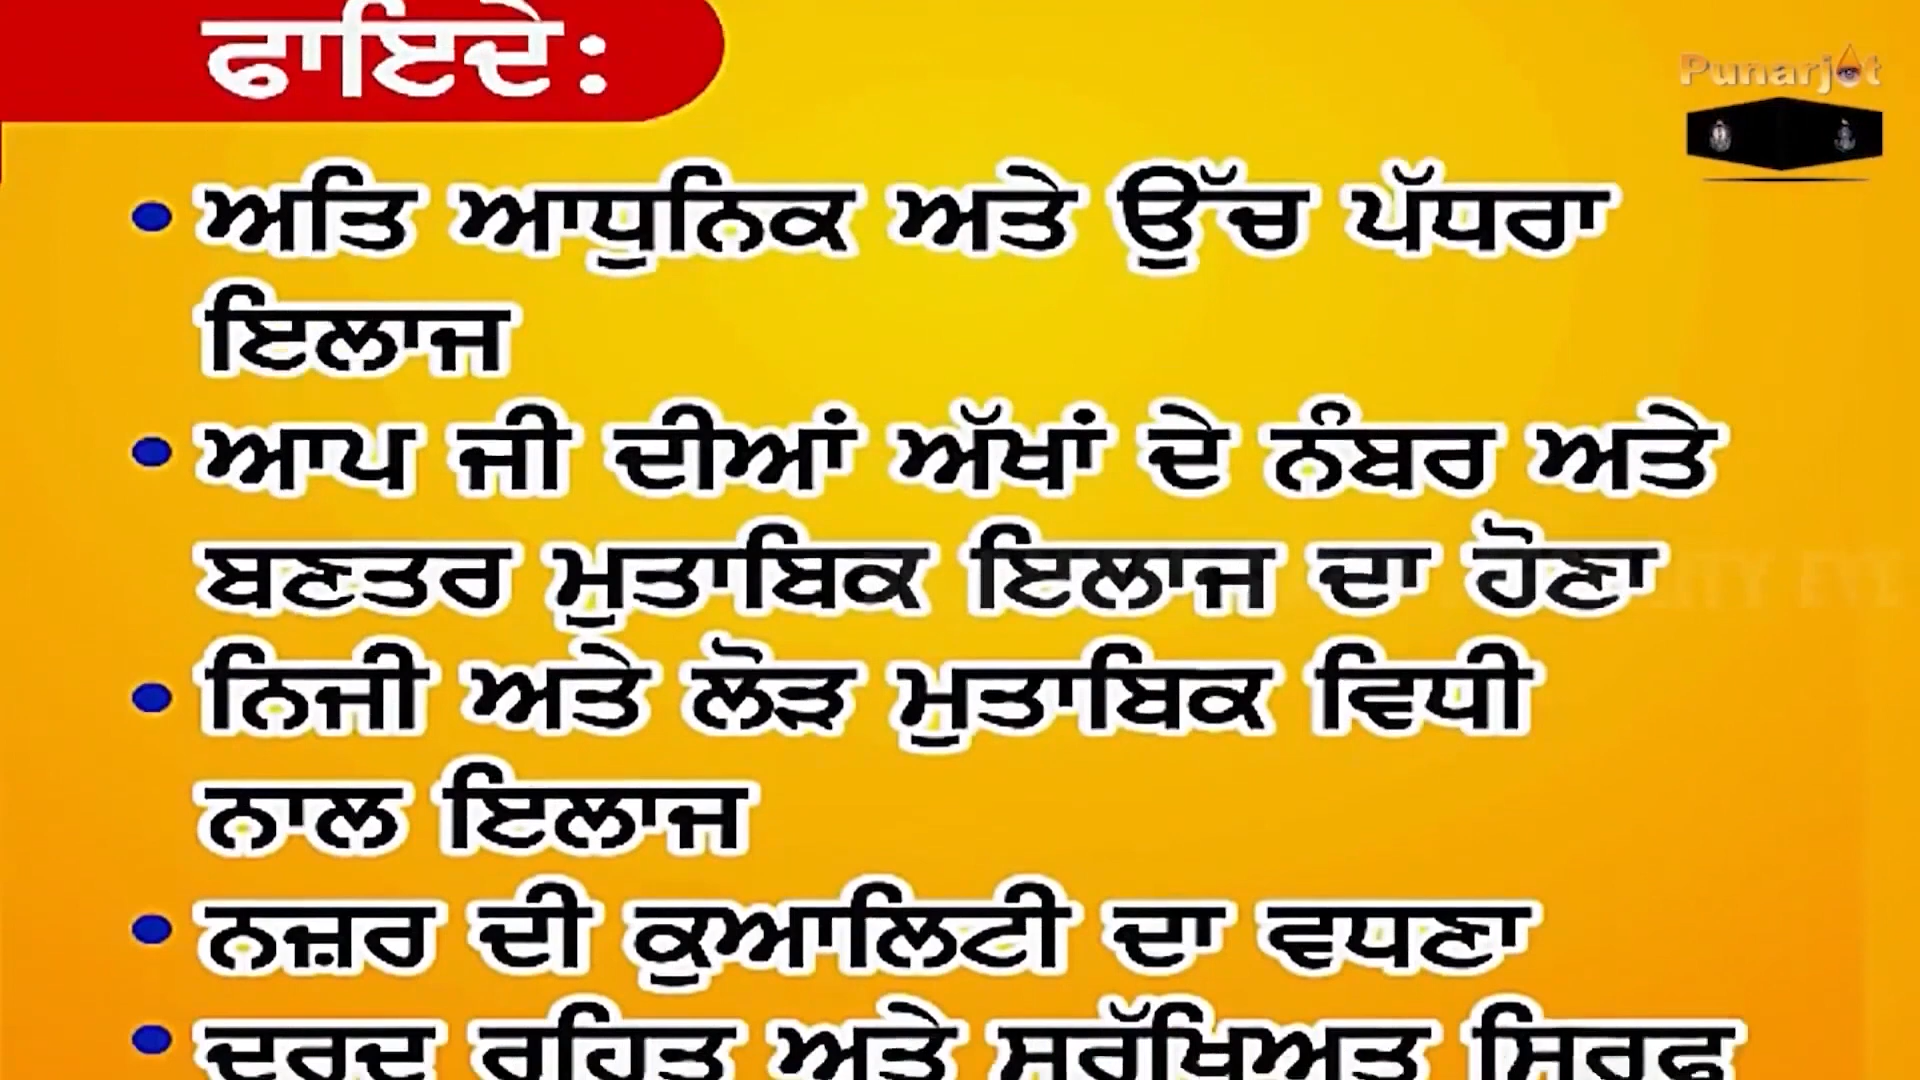 ਫਾਇਦੇ:
Punarjot
• ਅਤਿ ਆਧੁਨਿਕ ਅਤੇ ਉੱਚ ਪੱਧਰਾ
ਇਲਾਜ
• ਆਪ ਜੀ ਦੀਆਂ ਅੱਖਾਂ ਦੇ ਨੰਬਰ ਅਤੇ
ਬਣਤਰ ਮੁਤਾਬਿਕ ਇਲਾਜ ਦਾ ਹੋਣਾ
• ਨਿਜੀ ਅਤੇ ਲੋੜ ਮੁਤਾਬਿਕ ਵਿਧੀ
ਨਾਲ ਇਲਾਜ
• ਨਜ਼ਰ ਦੀ ਕੁਆਲਿਟੀ ਦਾ ਵਧਣਾ
• ਦਰਦ ਰਹਿਤ ਅਤੇ ਸੁਰੱਖਿਅਤ ਸਿਰਫ